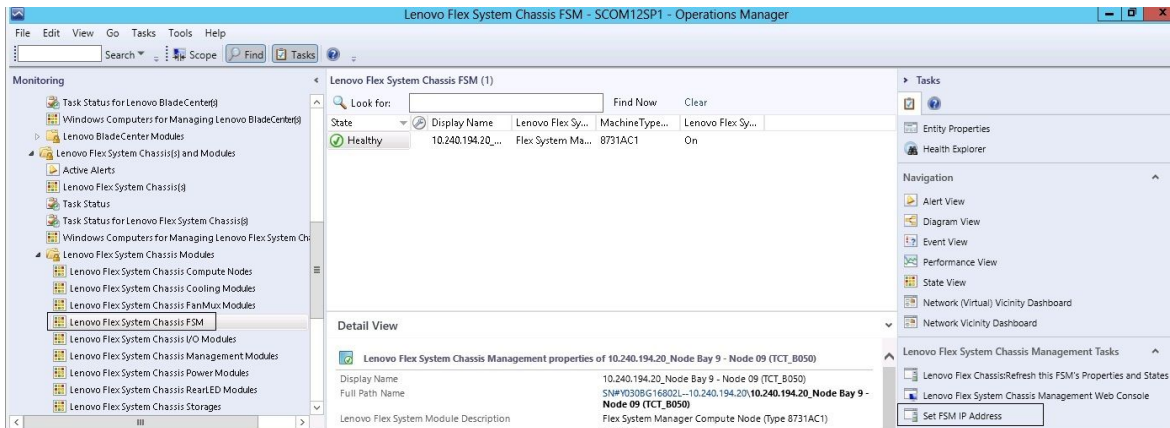 Lenovo Flex System Chassis FSM - SCOM12SP1 - Operations Manager
File Edit View Go Tasks Tools Help
Search Scope Find Tasks
Monitoring
Task Status for Lenovo BladeCenter(s)
Windows Computers for Managing Lenovo BladeCenter(s)
Lenovo BladeCenter Modules
Lenovo Flex System Chassis(s) and Modules
Active Alerts
Lenovo Flex System Chassis(s)
Task Status
Task Status for Lenovo Flex System Chassis(s)
Windows Computers for Managing Lenovo Flex System Ch
Lenovo Flex System Chassis Modules
Lenovo Flex System Chassis Compute Nodes
Lenovo Flex System Chassis Cooling Modules
Lenovo Flex System Chassis FanMux Modules
Lenovo Flex System Chassis FSM
Lenovo Flex System Chassis I/O Modules
Lenovo Flex System Chassis Management Modules
Lenovo Flex System Chassis Power Modules
Lenovo Flex System Chassis RearLED Modules
Lenovo Flex System Chassis Storages
Lenovo Flex System Chassis FSM (1)
Look for: Find Now Clear
State Display Name Lenovo Flex Sy... MachineType... Lenovo Flex Sy...
Healthy 10.240.194.20_... Flex System Ma... 8731AC1 On
Detail View
Lenovo Flex System Chassis Management properties of 10.240.194.20_Node Bay 9 - Node 09 (TCT_B050)
Display Name 10.240.194.20_Node Bay 9 - Node 09 (TCT_B050)
Full Path Name SN#Y030BG16802L--10.240.194.20\10.240.194.20_Node Bay 9 -
Node 09 (TCT_B050)
Lenovo Flex System Module Description Flex System Manager Compute Node (Type 8731AC1)
Tasks
Entity Properties
Health Explorer
Navigation
Alert View
Diagram View
Event View
Performance View
State View
Network (Virtual) Vicinity Dashboard
Network Vicinity Dashboard
Lenovo Flex System Chassis Management Tasks
Lenovo Flex Chassis:Refresh this FSM's Properties and States
Lenovo Flex System Chassis Management Web Console
Set FSM IP Address